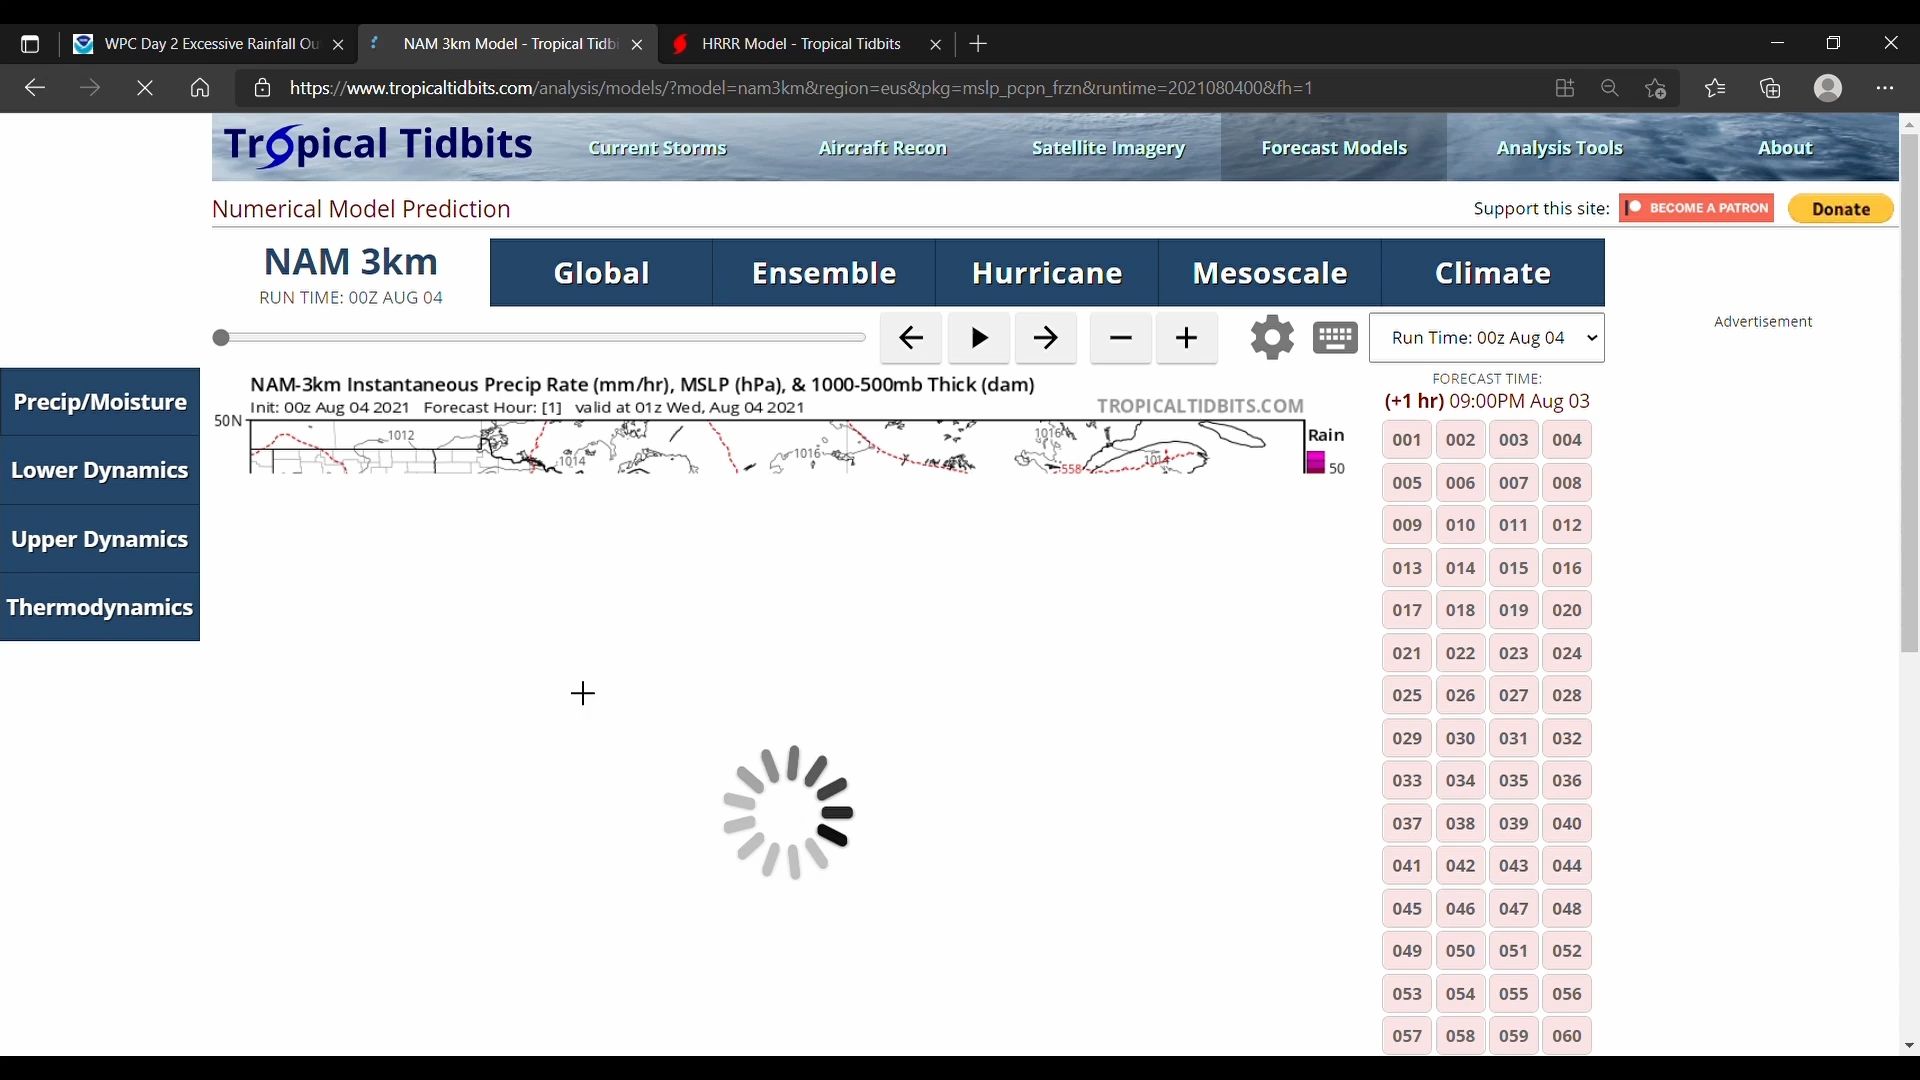 WPC Day 2 Excessive Rainfall Ou
NAM 3km Model - Tropical Tidbi
HRRR Model - Tropical Tidbits
https://www.tropicaltidbits.com/analysis/models/?model=nam3km&region=eus&pkg=mslp_pcpn_frzn&runtime=2021080400&fh=1
Tropical Tidbits
Current Storms
Aircraft Recon
Satellite Imagery
Forecast Models
Analysis Tools
About
Numerical Model Prediction
Support this site:
BECOME A PATRON
Donate
NAM 3km
RUN TIME: 00Z AUG 04
Global
Ensemble
Hurricane
Mesoscale
Climate
Run Time: 00z Aug 04
Advertisement
Precip/Moisture
Lower Dynamics
Upper Dynamics
Thermodynamics
NAM-3km Instantaneous Precip Rate (mm/hr), MSLP (hPa), & 1000-500mb Thick (dam)
Init: 00z Aug 04 2021 Forecast Hour: [1] valid at 01z Wed, Aug 04 2021
TROPICALTIDBITS.COM
50N
1012
1014
1016
1016
558
Rain
50
FORECAST TIME:
(+1 hr) 09:00PM Aug 03
001 002 003 004
005 006 007 008
009 010 011 012
013 014 015 016
017 018 019 020
021 022 023 024
025 026 027 028
029 030 031 032
033 034 035 036
037 038 039 040
041 042 043 044
045 046 047 048
049 050 051 052
053 054 055 056
057 058 059 060